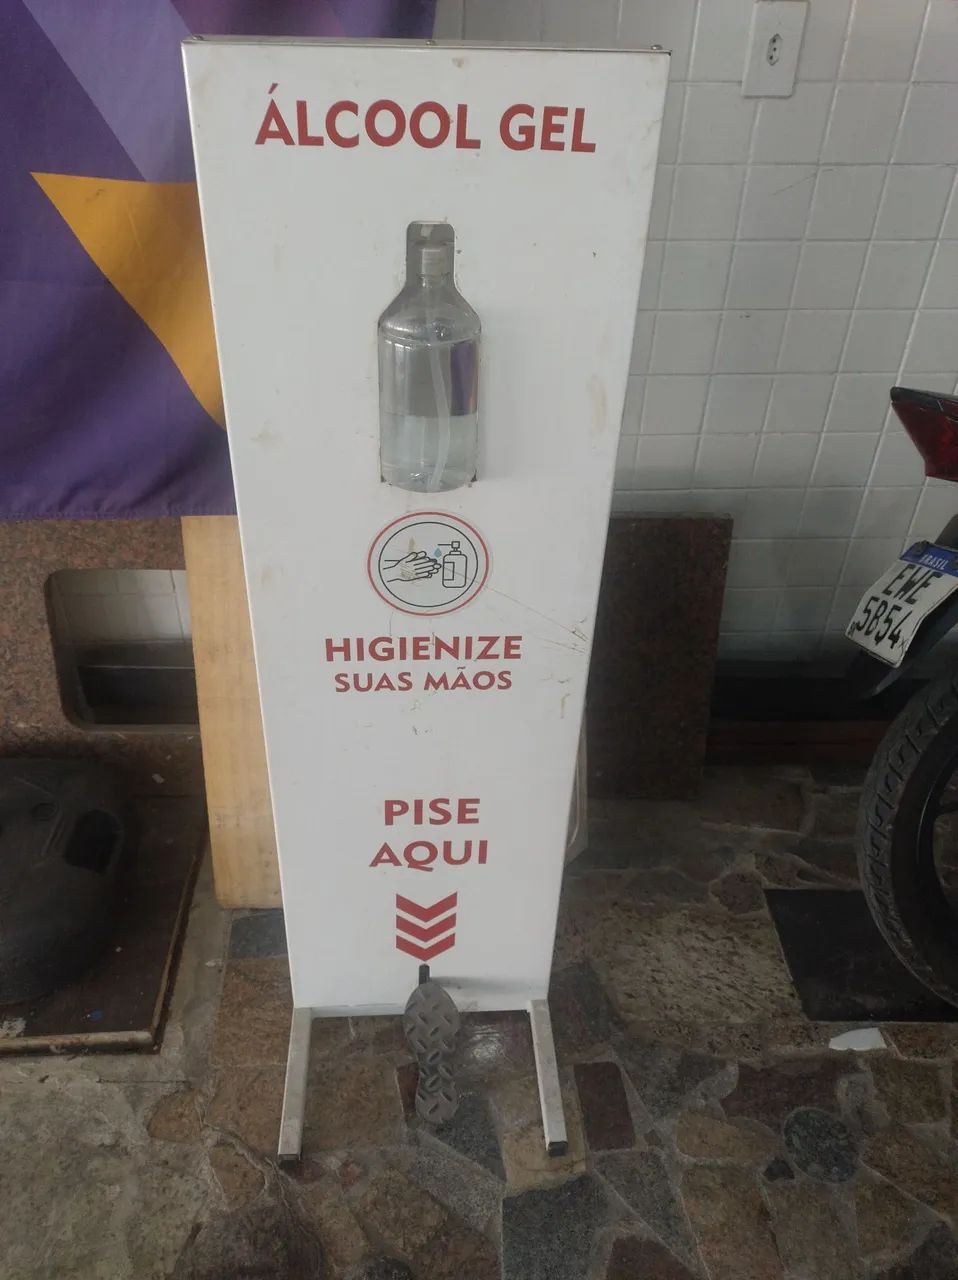 ÁLCOOL GEL
HIGIENIZE
SUAS MÃOS
PISE
AQUI
BRASIL
EWE
5854